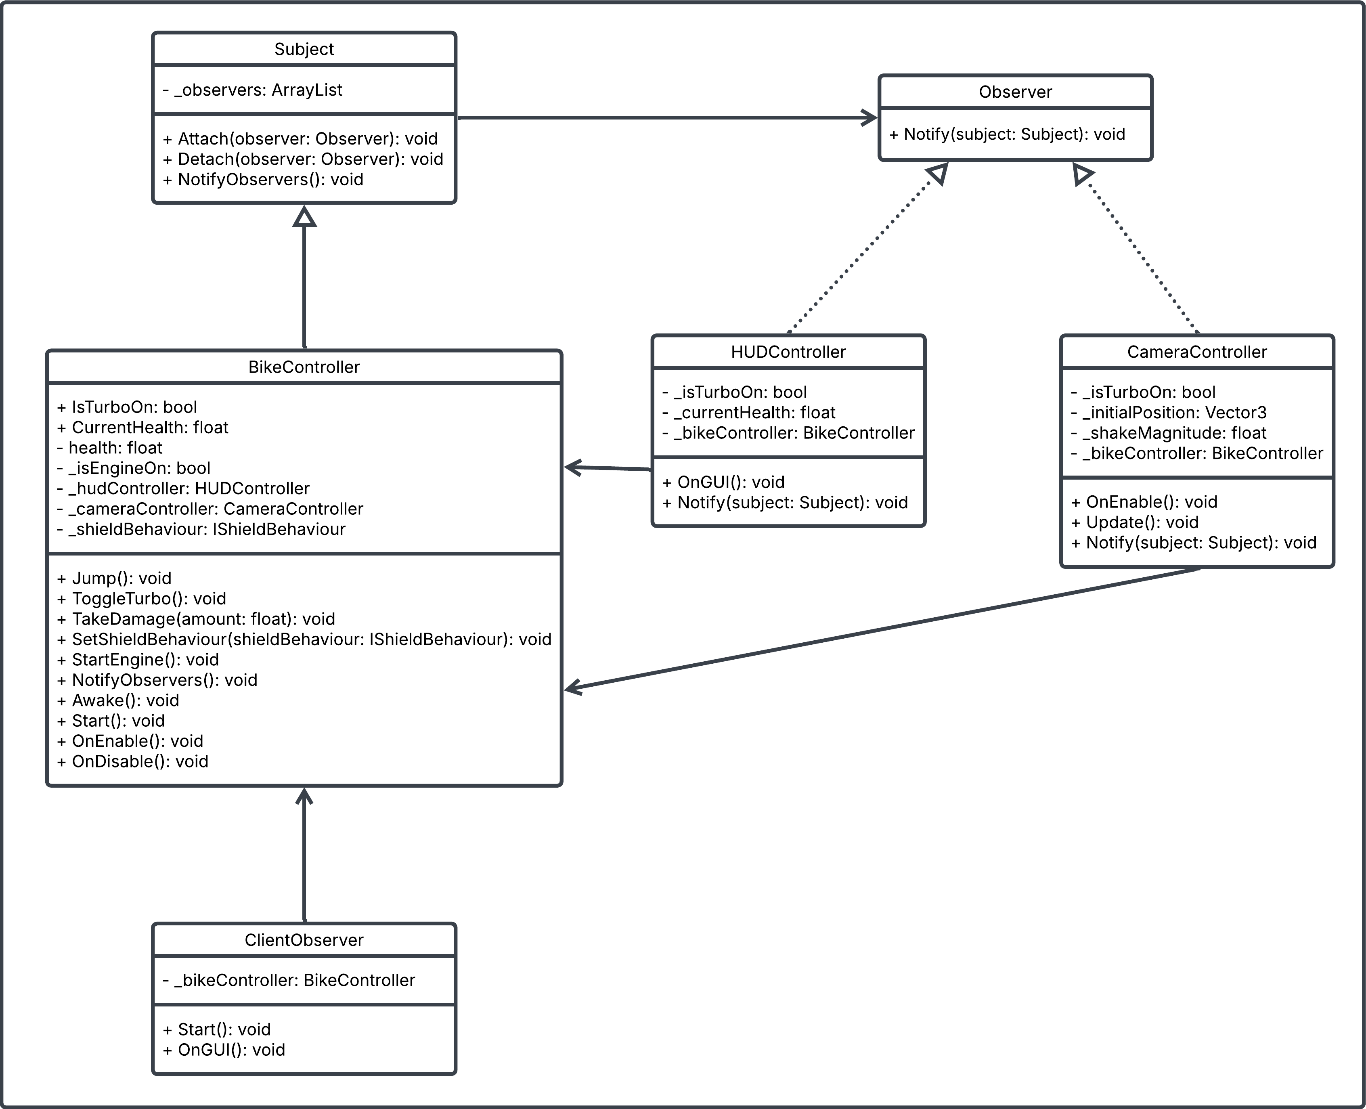 Subject
- _observers: ArrayList
+ Attach(observer: Observer): void
+ Detach(observer: Observer): void
+ NotifyObservers(): void
Observer
+ Notify(subject: Subject): void
BikeController
+ IsTurboOn: bool
+ CurrentHealth: float
- health: float
- _isEngineOn: bool
- _hudController: HUDController
- _cameraController: CameraController
- _shieldBehaviour: IShieldBehaviour
+ Jump(): void
+ ToggleTurbo(): void
+ TakeDamage(amount: float): void
+ SetShieldBehaviour(shieldBehaviour: IShieldBehaviour): void
+ StartEngine(): void
+ NotifyObservers(): void
+ Awake(): void
+ Start(): void
+ OnEnable(): void
+ OnDisable(): void
HUDController
- _isTurboOn: bool
- _currentHealth: float
- _bikeController: BikeController
+ OnGUI(): void
+ Notify(subject: Subject): void
CameraController
- _isTurboOn: bool
- _initialPosition: Vector3
- _shakeMagnitude: float
- _bikeController: BikeController
+ OnEnable(): void
+ Update(): void
+ Notify(subject: Subject): void
ClientObserver
- _bikeController: BikeController
+ Start(): void
+ OnGUI(): void